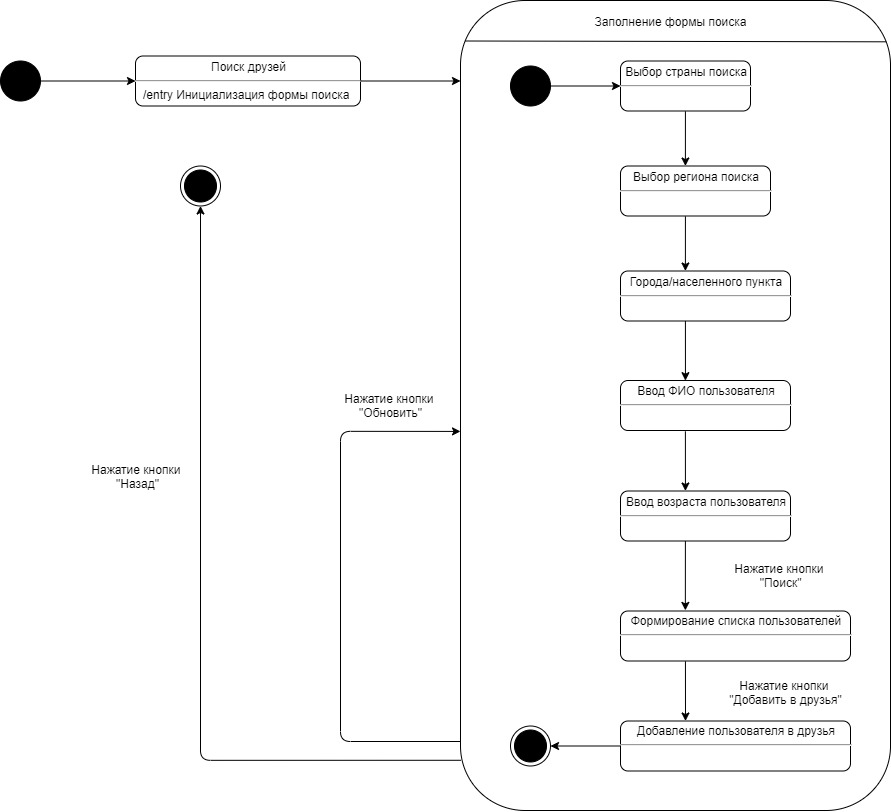 Заполнение формы поиска
Поиск друзей
/entry Инициализация формы поиска
Выбор страны поиска
Выбор региона поиска
Города/населенного пункта
Ввод ФИО пользователя
Нажатие кнопки
"Обновить"
Нажатие кнопки
"Назад"
Ввод возраста пользователя
Нажатие кнопки
"Поиск"
Формирование списка пользователей
Нажатие кнопки
"Добавить в друзья"
Добавление пользователя в друзья